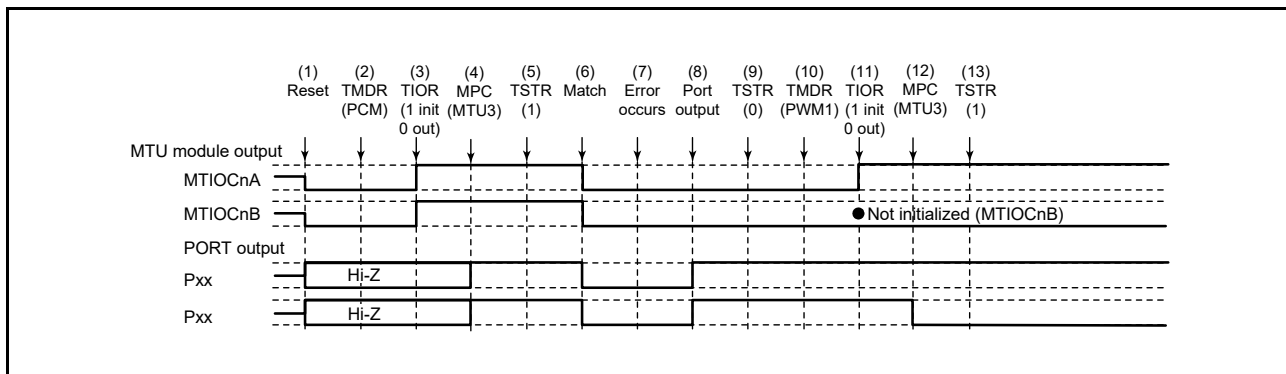 (1) (2) (3) (4) (5) (6) (7) (8) (9) (10) (11) (12) (13)
Reset TMDR TIOR MPC TSTR Match Error Port TSTR TMDR TIOR MPC TSTR
(PCM) (1 init (MTU3) (1) occurs output (0) (PWM1) (1 init (MTU3) (1)
0 out) 0 out)
MTU module output
MTIOCnA
MTIOCnB
Not initialized (MTIOCnB)
PORT output
Pxx Hi-Z
Pxx Hi-Z